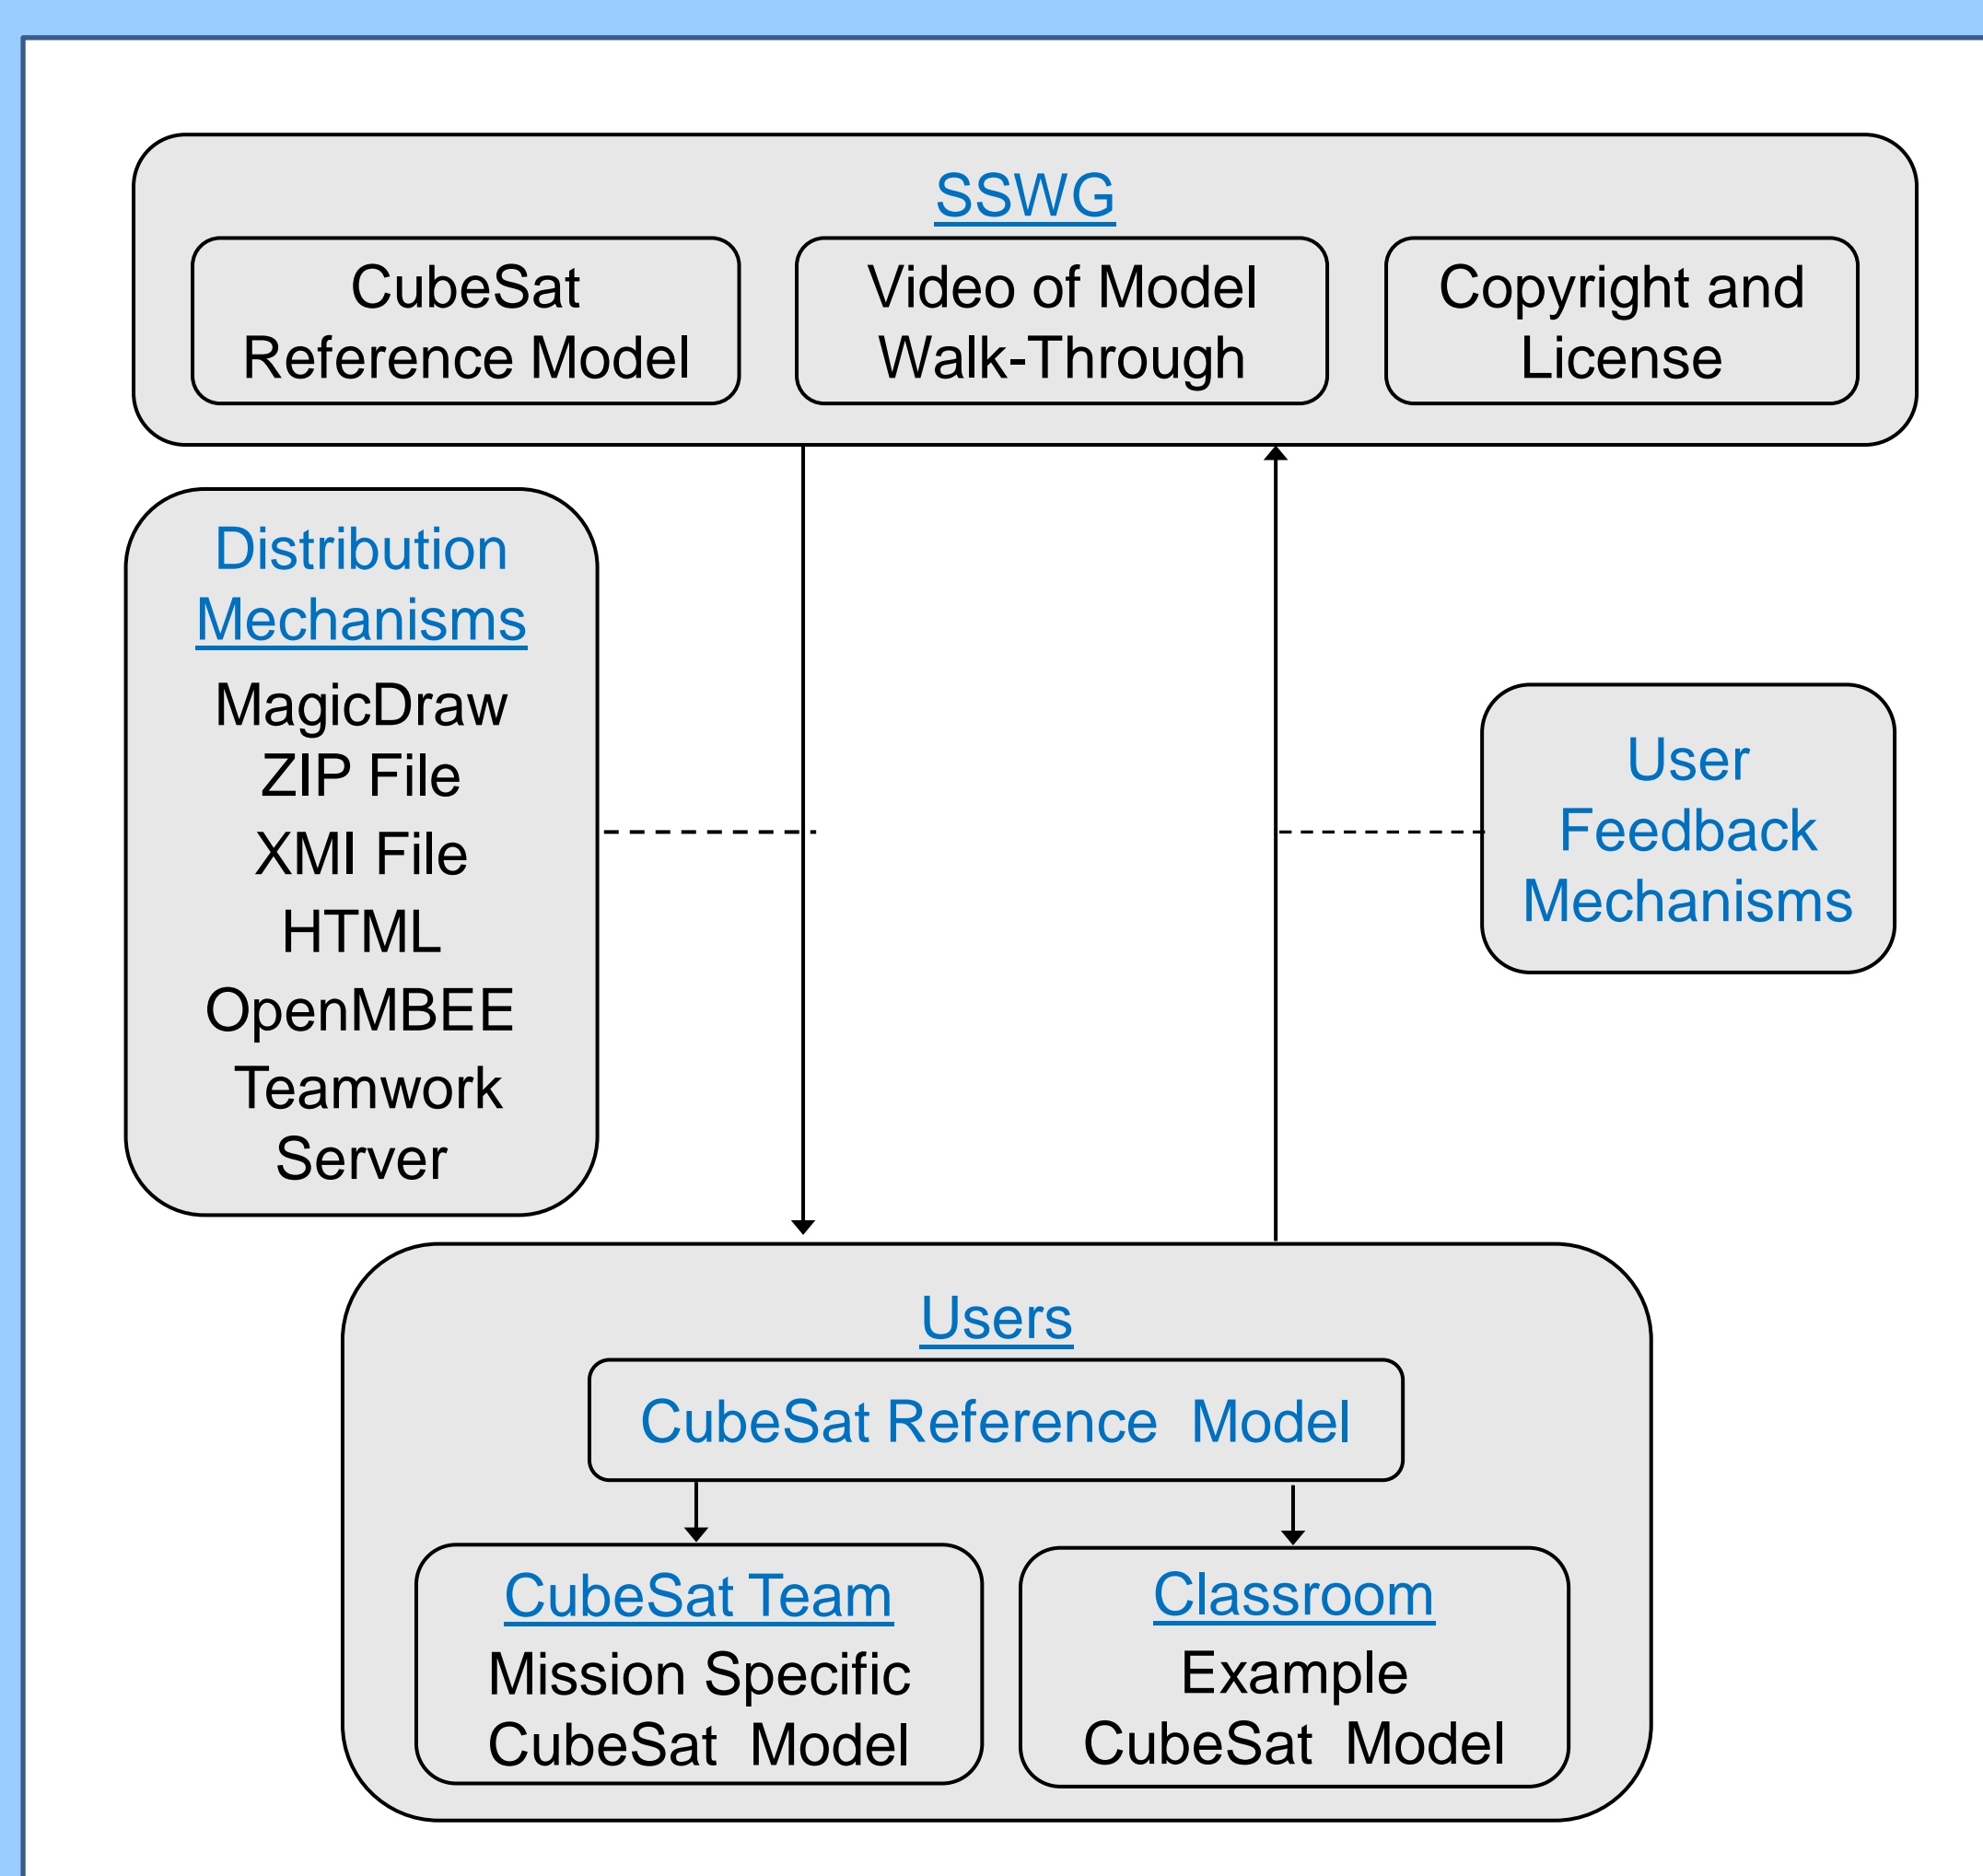 SSWG
CubeSat
Reference Model
Video of Model
Walk-Through
Copyright and
License
Distribution
Mechanisms
MagicDraw
ZIP File
XMI File
HTML
OpenMBEE
Teamwork
Server
User
Feedback
Mechanisms
Users
CubeSat Reference Model
CubeSat Team
Mission Specific
CubeSat Model
Classroom
Example
CubeSat Model